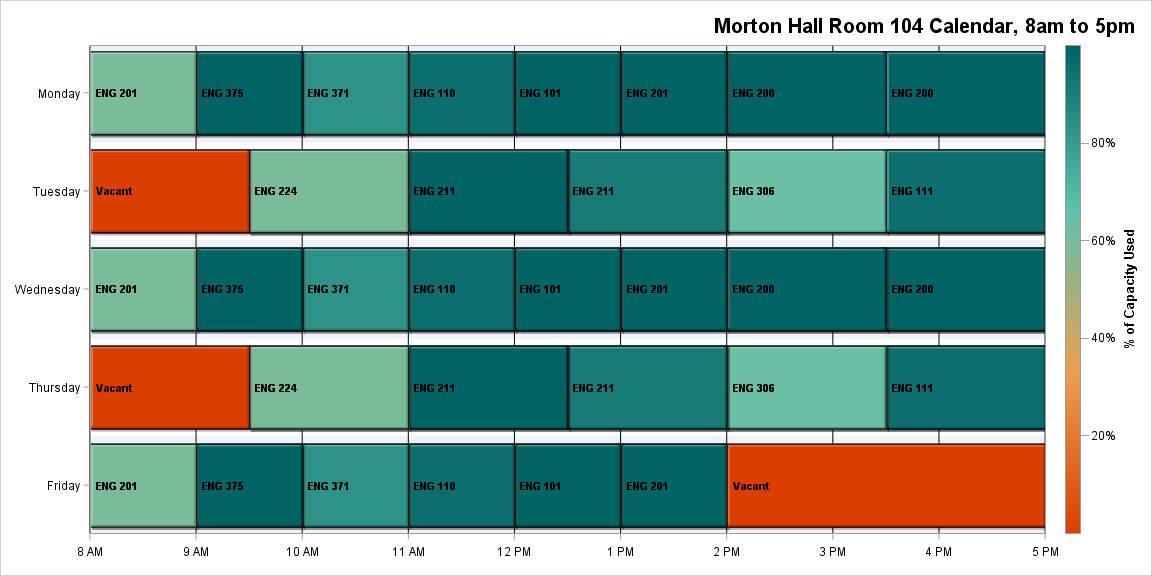 Morton Hall Room 104 Calendar, 8am to 5pm
Monday ENG 201 ENG 375 ENG 371 ENG 110 ENG 101 ENG 201 ENG 200 ENG 200
Tuesday Vacant ENG 224 ENG 211 ENG 211 ENG 306 ENG 111
Wednesday ENG 201 ENG 375 ENG 371 ENG 110 ENG 101 ENG 201 ENG 200 ENG 200
Thursday Vacant ENG 224 ENG 211 ENG 211 ENG 306 ENG 111
Friday ENG 201 ENG 375 ENG 371 ENG 110 ENG 101 ENG 201 Vacant
8 AM 9 AM 10 AM 11 AM 12 PM 1 PM 2 PM 3 PM 4 PM 5 PM
80%
60%
40%
20%
% of Capacity Used